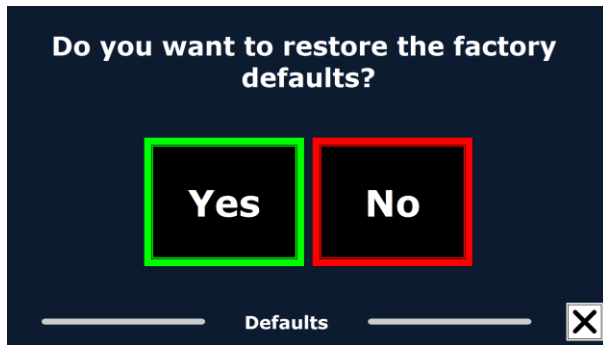 Do you want to restore the factory
defaults?
Yes No
Defaults